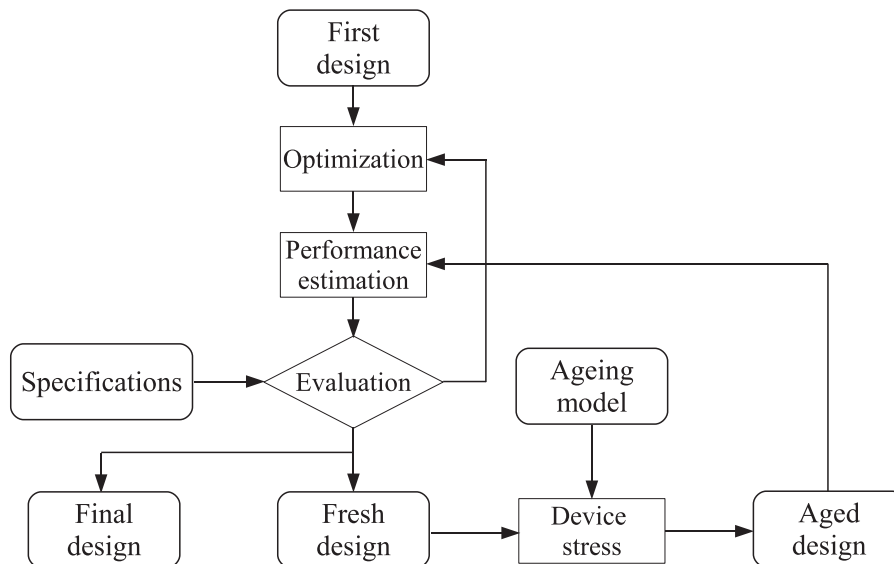 First
design
Optimization
Performance
estimation
Specifications
Evaluation
Ageing
model
Final
design
Fresh
design
Device
stress
Aged
design